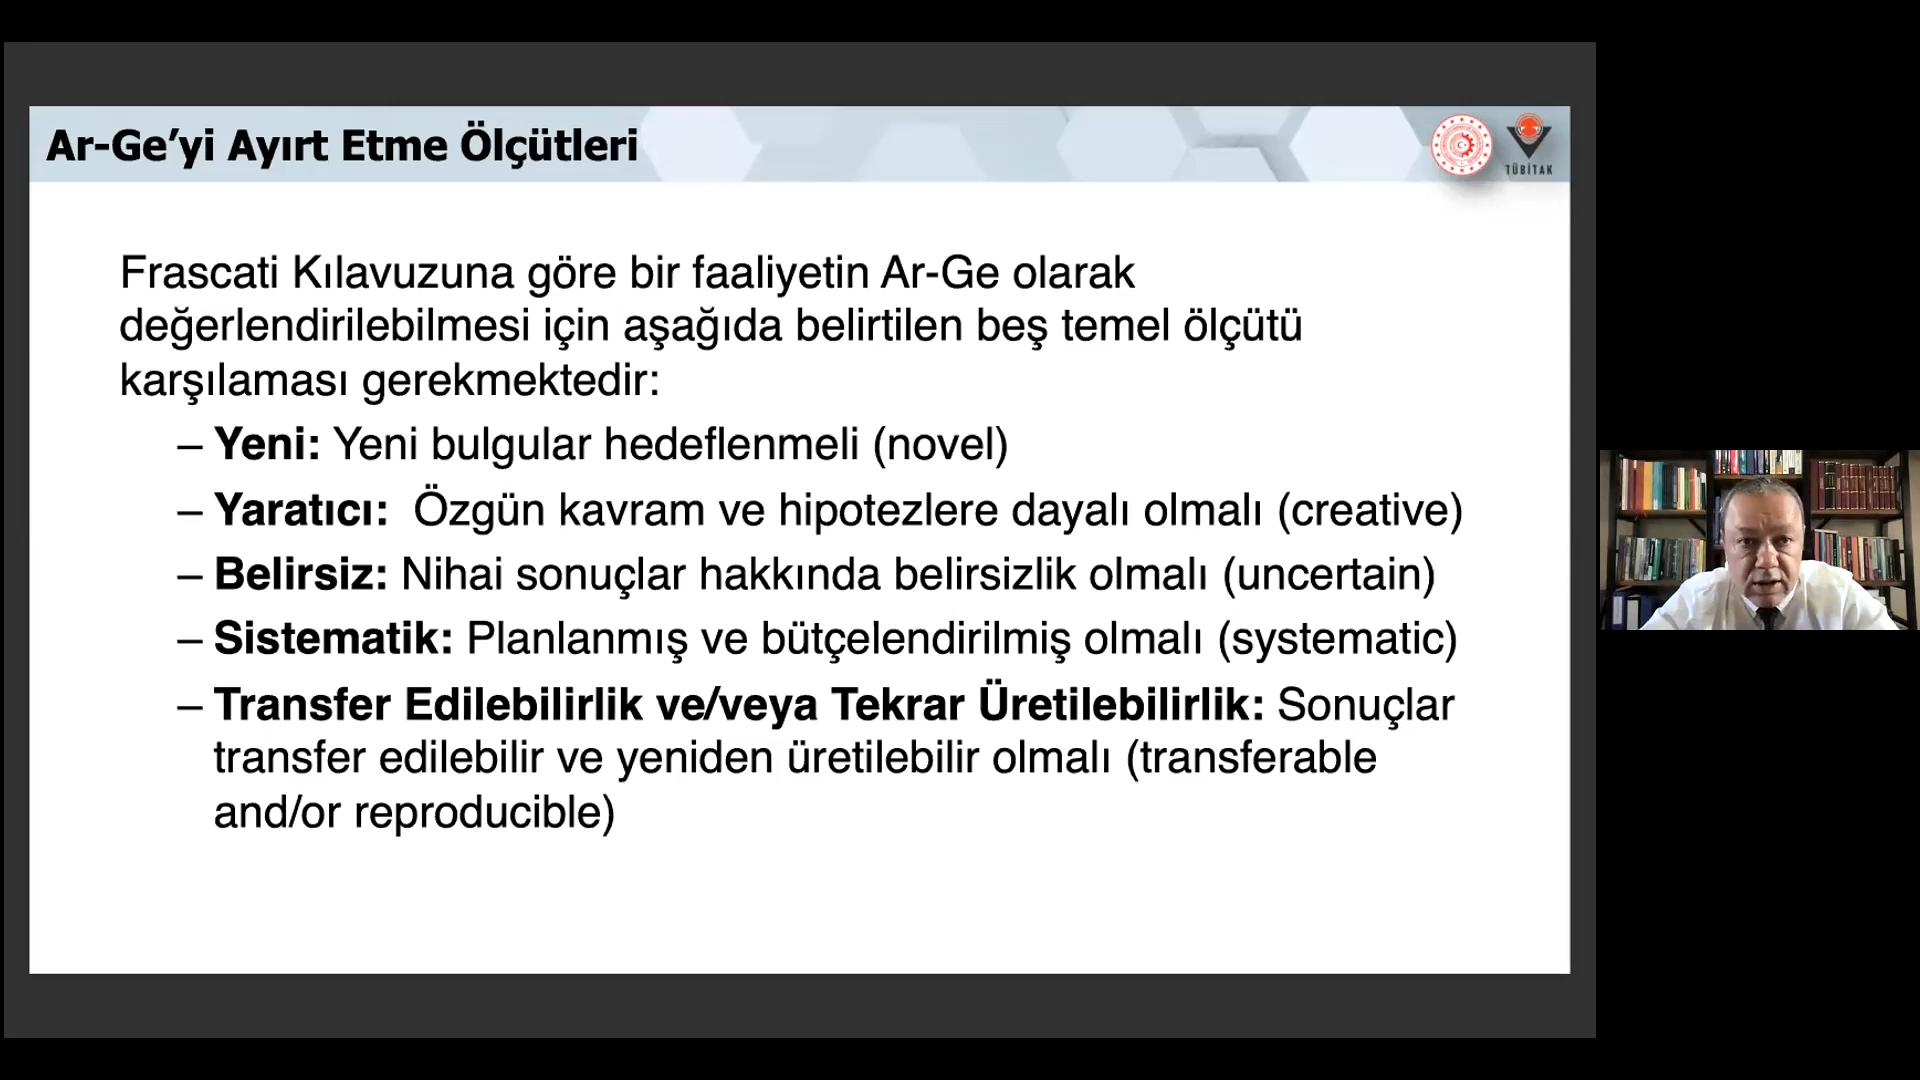 Ar-Ge’yi Ayırt Etme Ölçütleri
TÜBİTAK
Frascati Kılavuzuna göre bir faaliyetin Ar-Ge olarak
değerlendirilebilmesi için aşağıda belirtilen beş temel ölçütü
karşılaması gerekmektedir:
– Yeni: Yeni bulgular hedeflenmeli (novel)
– Yaratıcı: Özgün kavram ve hipotezlere dayalı olmalı (creative)
– Belirsiz: Nihai sonuçlar hakkında belirsizlik olmalı (uncertain)
– Sistematik: Planlanmış ve bütçelendirilmiş olmalı (systematic)
– Transfer Edilebilirlik ve/veya Tekrar Üretilebilirlik: Sonuçlar
transfer edilebilir ve yeniden üretilebilir olmalı (transferable
and/or reproducible)